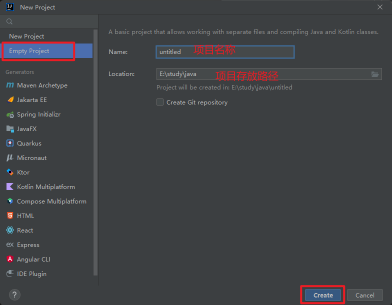 New Project
New Project
Empty Project
Generators
Maven Archetype
Jakarta EE
Spring Initializr
JavaFX
Quarkus
Micronaut
Ktor
Kotlin Multiplatform
Compose Multiplatform
HTML
React
Express
Angular CLI
IDE Plugin
A basic project that allows working with separate files and compiling Java and Kotlin classes.
Name: untitled 项目名称
Location: E:\study\java 项目存放路径
Project will be created in: E:\study\java\untitled
Create Git repository
? Create Cancel